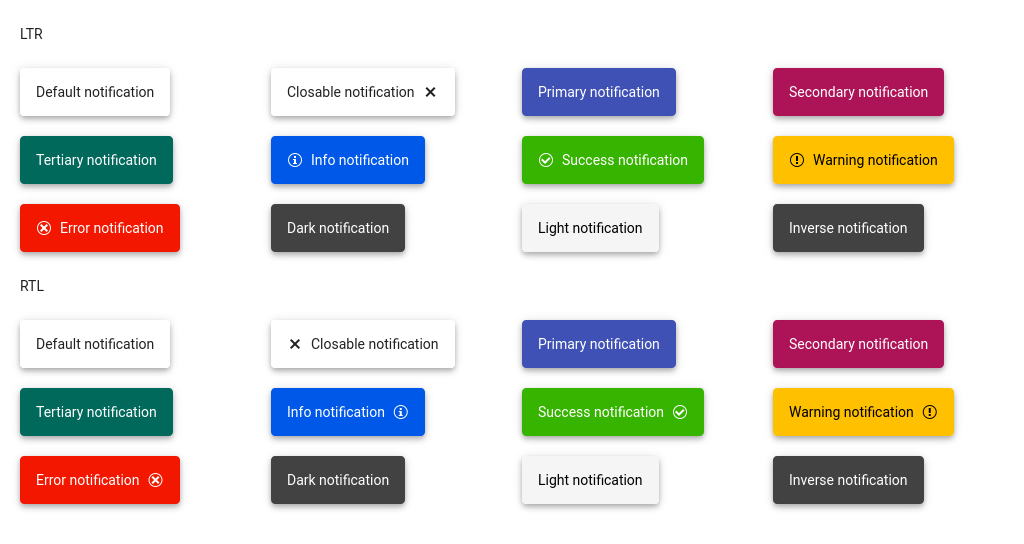 LTR
Default notification
Closable notification
Primary notification
Secondary notification
Tertiary notification
Info notification
Success notification
Warning notification
Error notification
Dark notification
Light notification
Inverse notification
RTL
Default notification
Closable notification
Primary notification
Secondary notification
Tertiary notification
Info notification
Success notification
Warning notification
Error notification
Dark notification
Light notification
Inverse notification